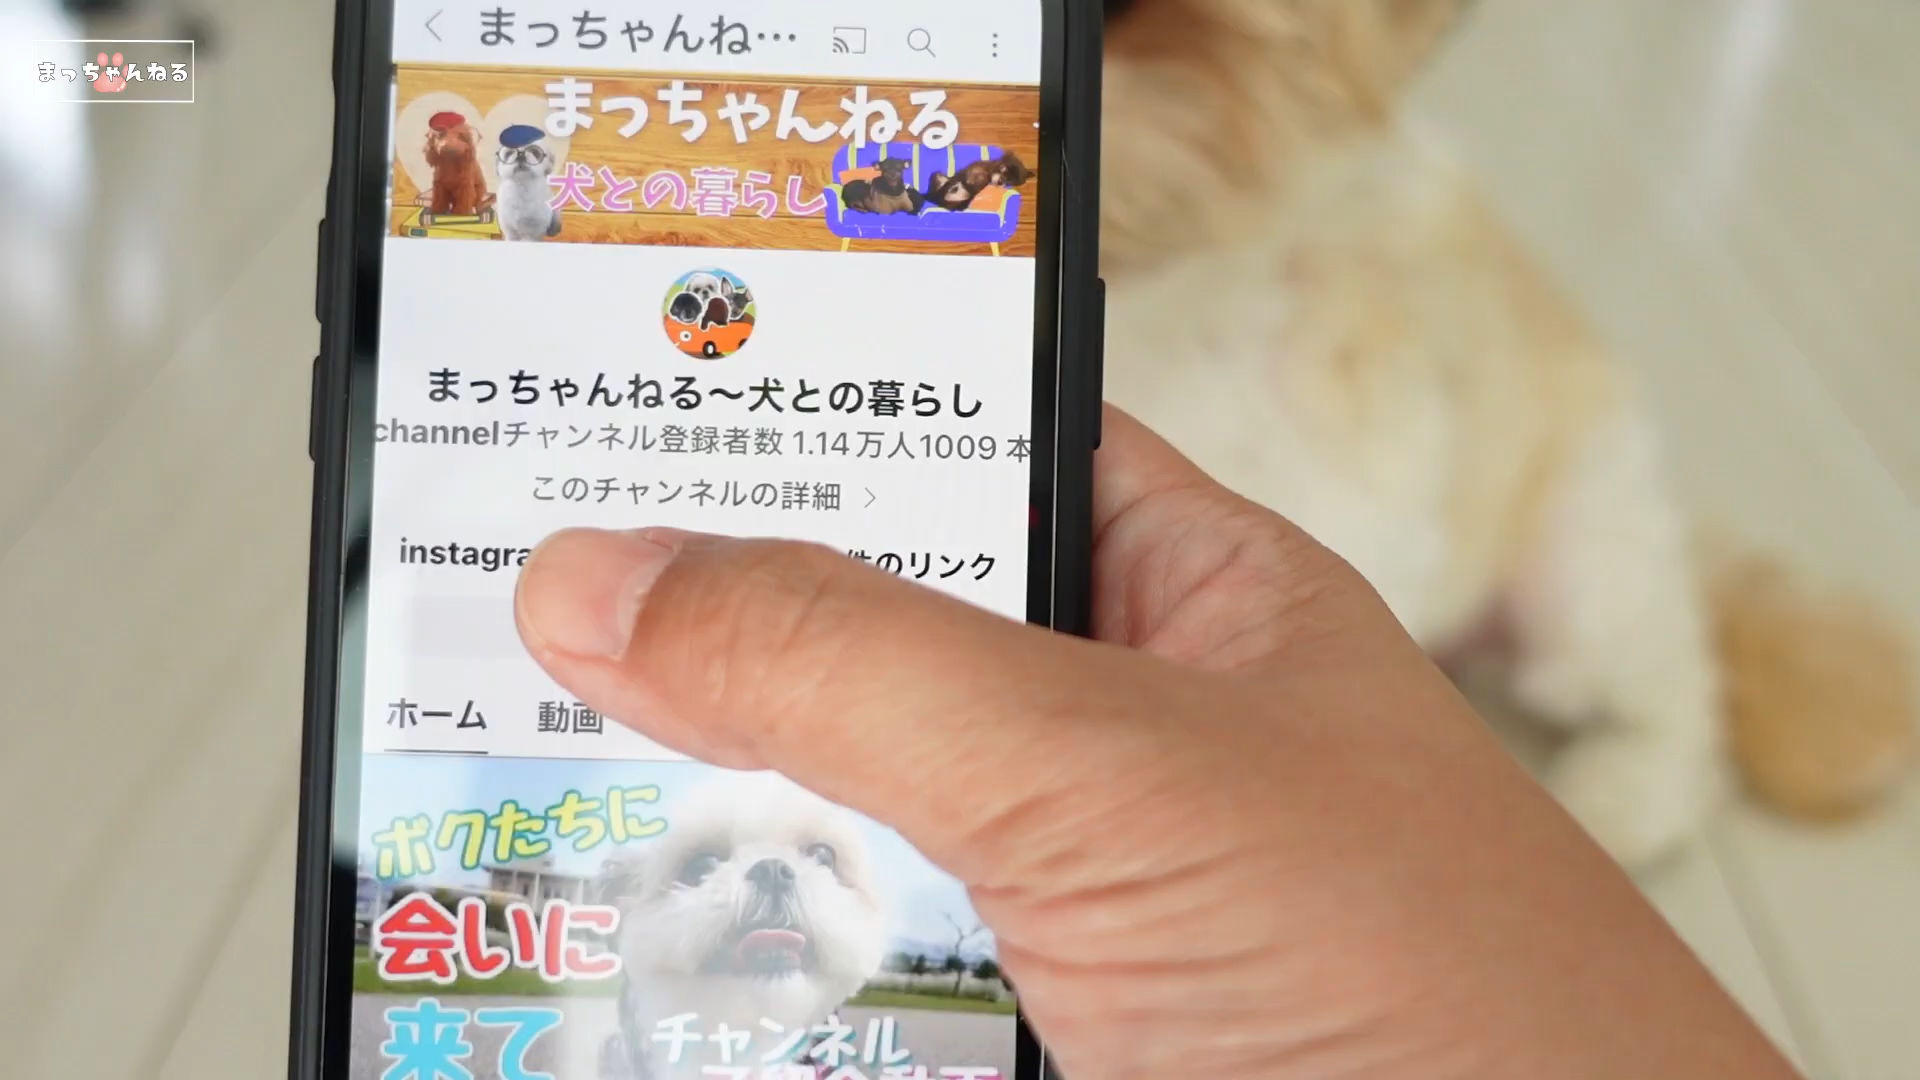 まっちゃんねる
まっちゃんね…
まっちゃんねる
犬との暮らし
まっちゃんねる〜犬との暮らし
channelチャンネル登録者数 1.14万人1009 本
このチャンネルの詳細 >
instagra
件のリンク
ホーム 動画
ボクたちに
会いに
来て
チャンネル